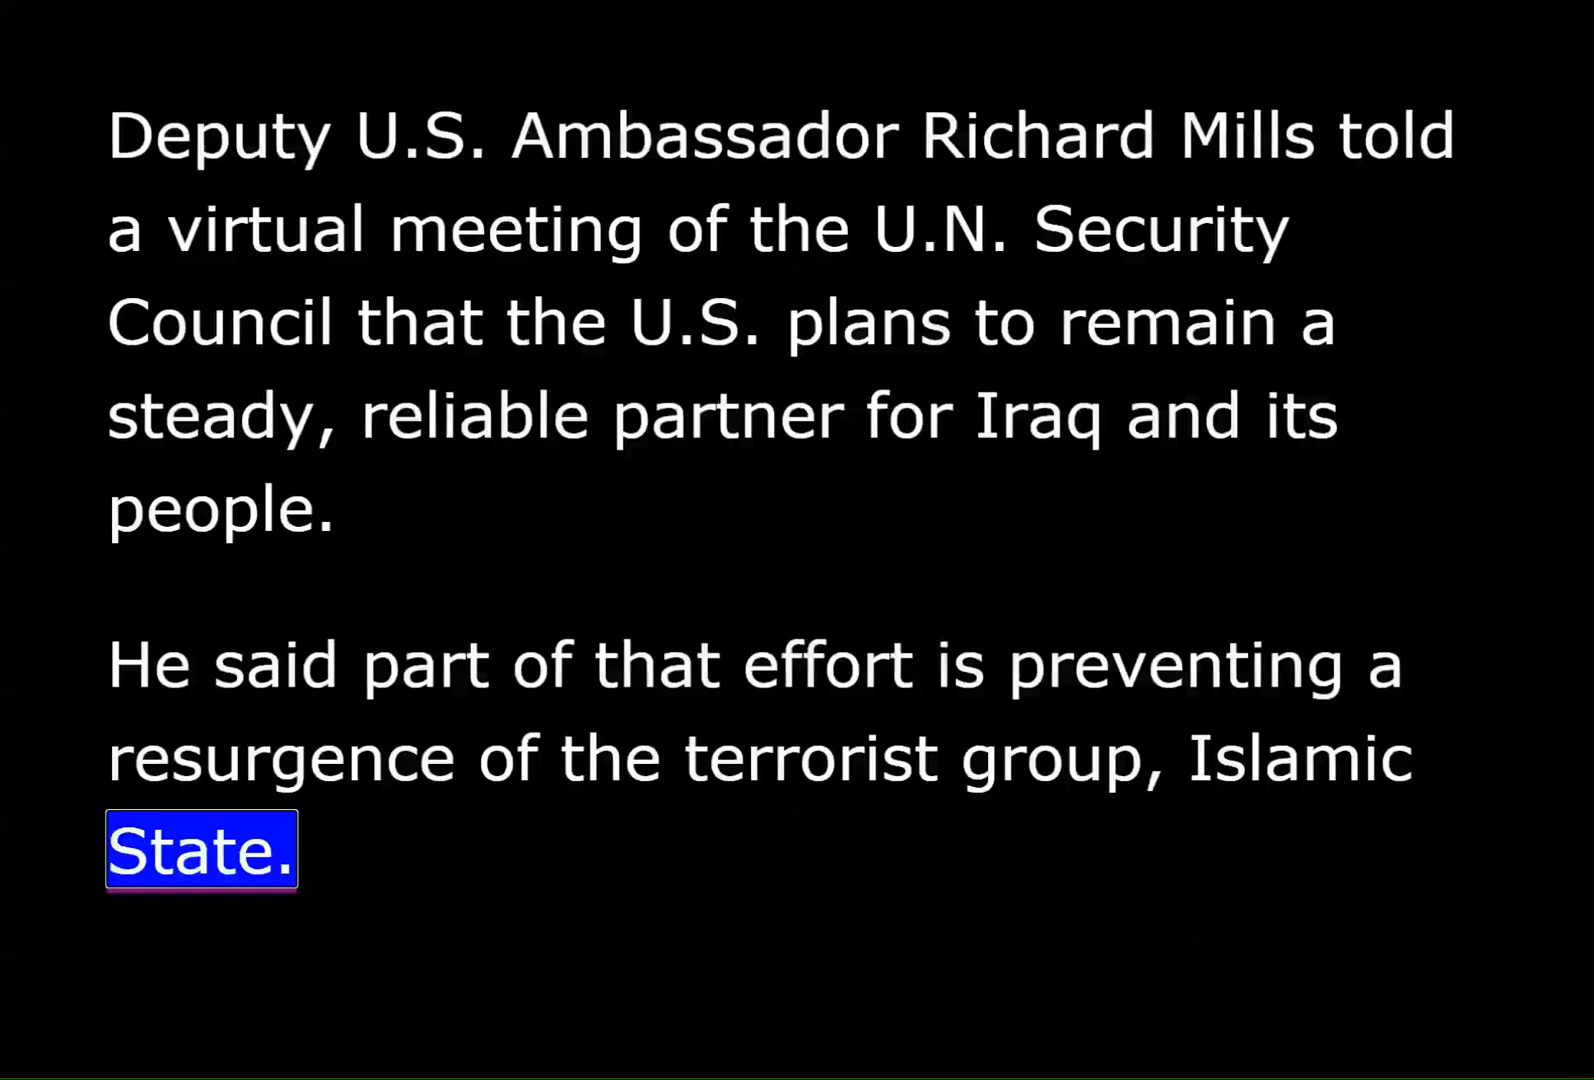 Deputy U.S. Ambassador Richard Mills told
a virtual meeting of the U.N. Security
Council that the U.S. plans to remain a
steady, reliable partner for Iraq and its
people.
He said part of that effort is preventing a
resurgence of the terrorist group, Islamic
State.